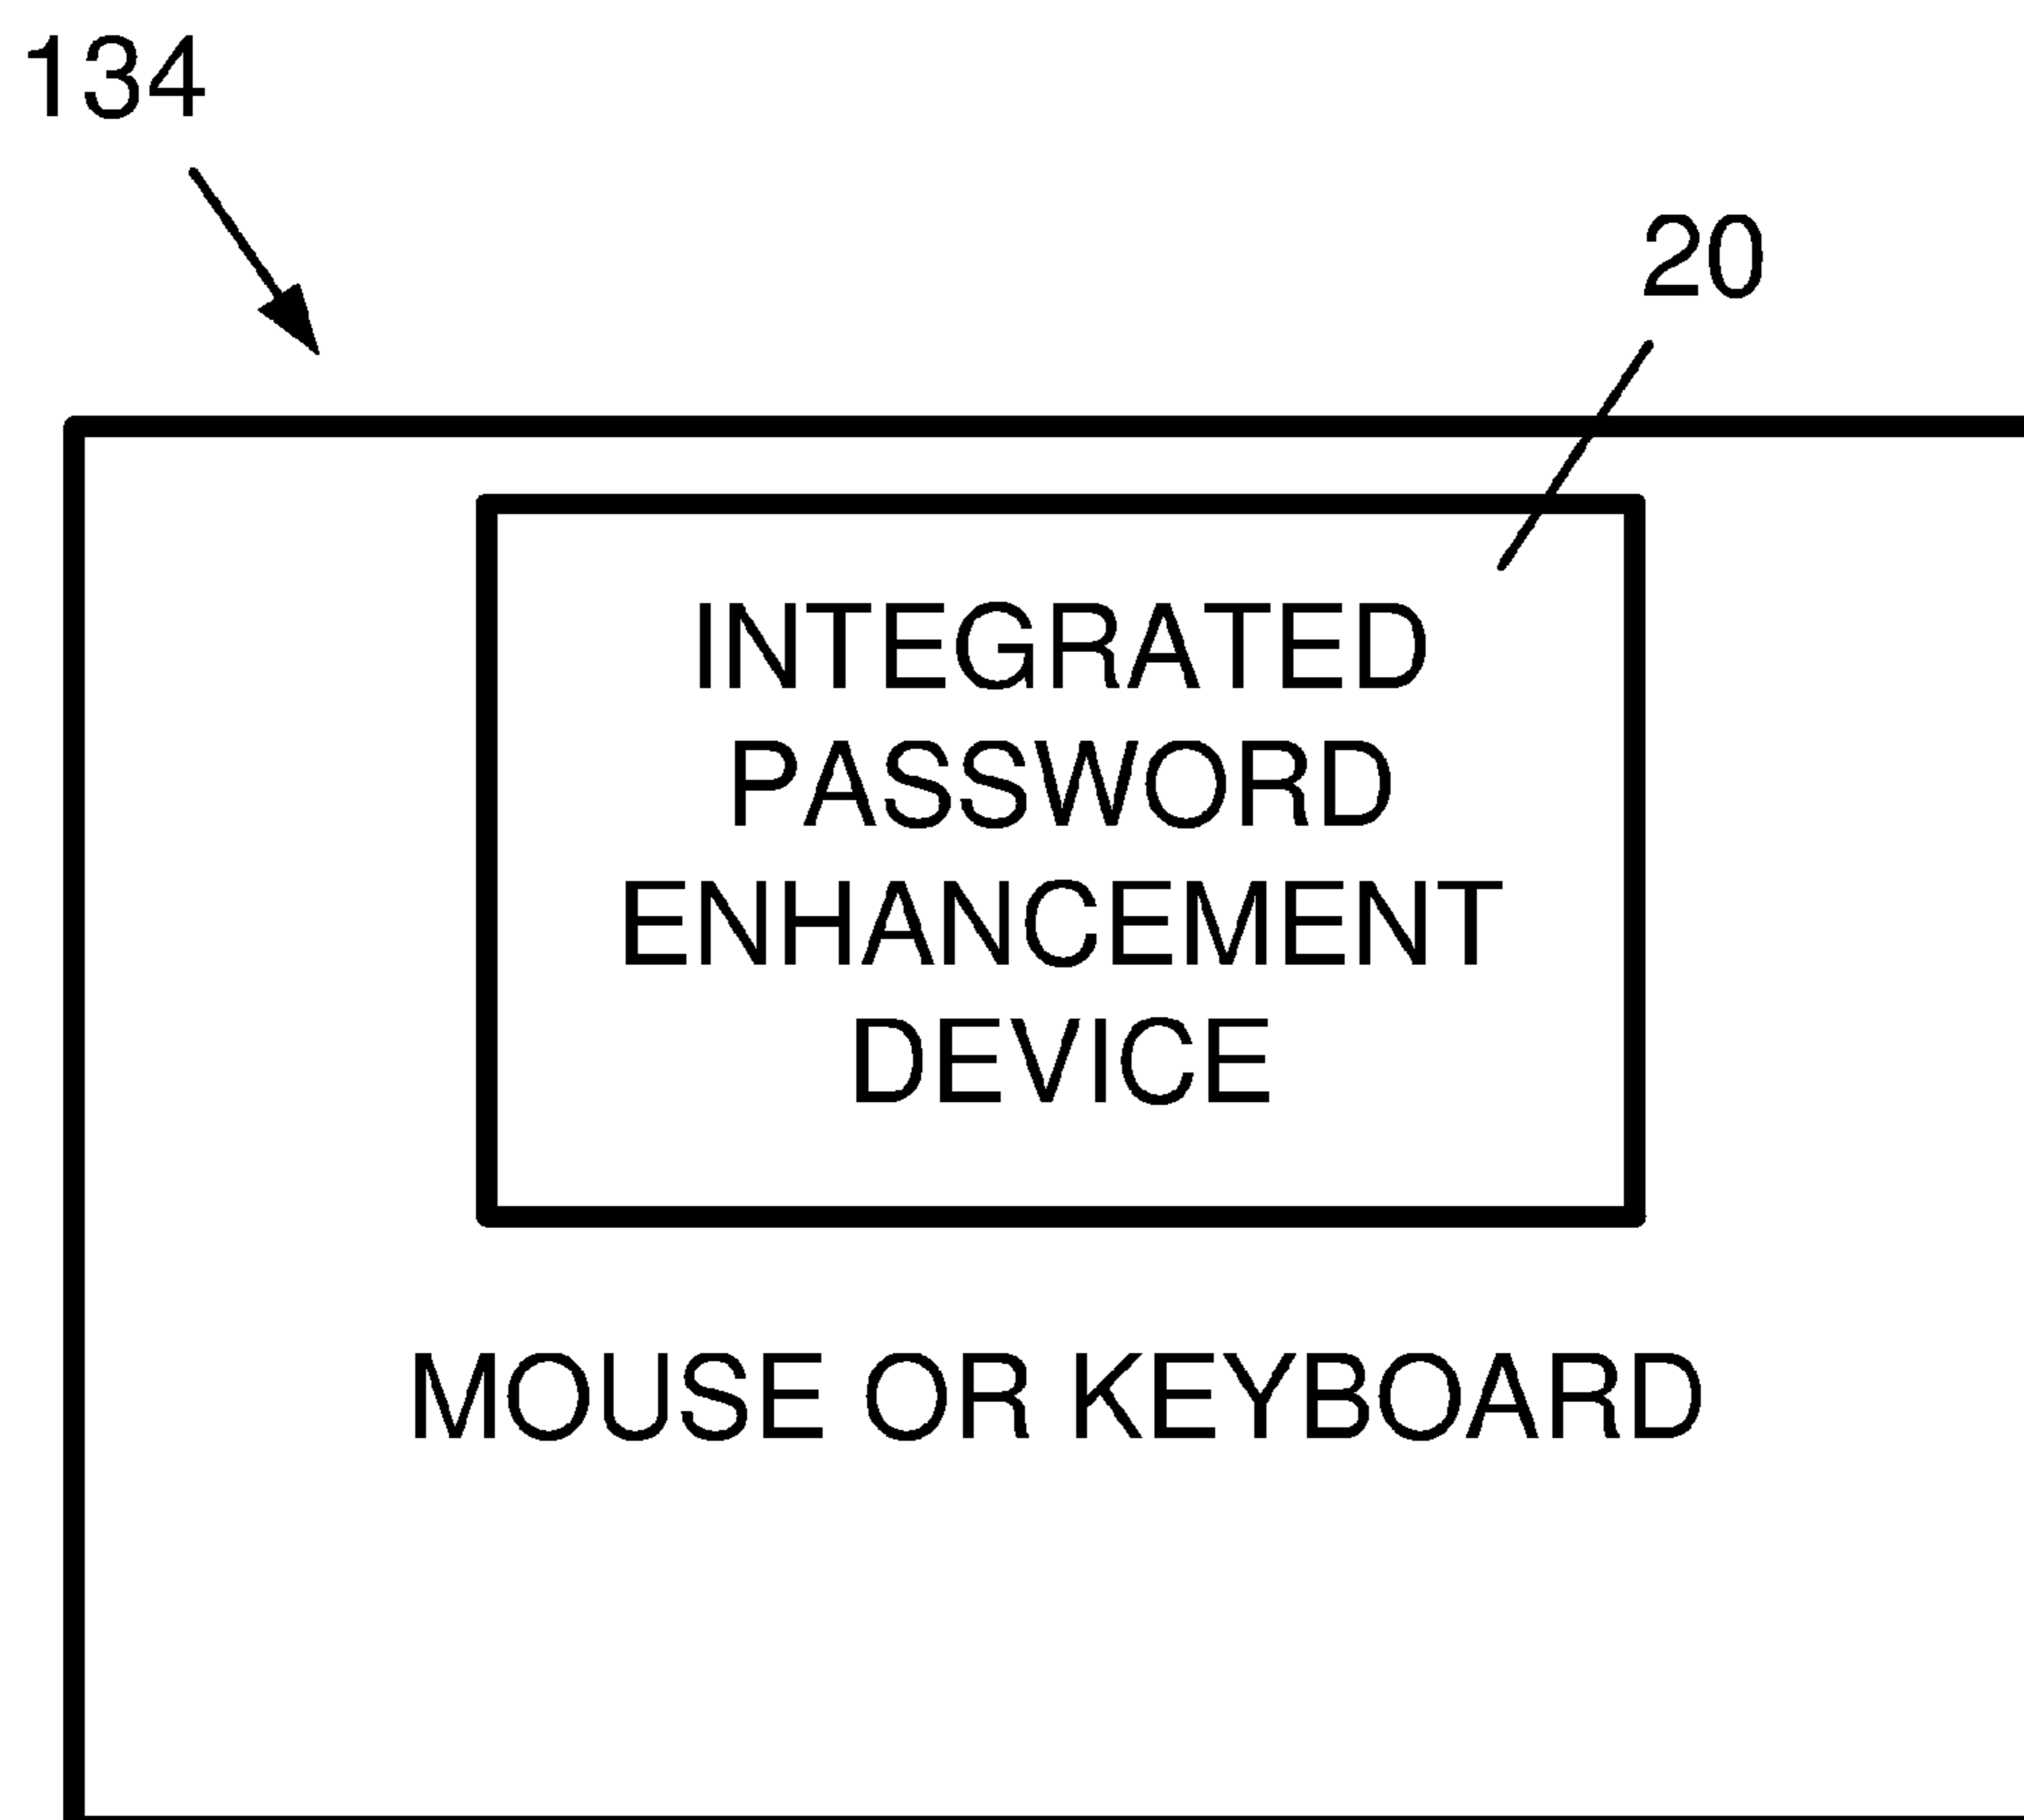 134
20
INTEGRATED
PASSWORD
ENHANCEMENT
DEVICE
MOUSE OR KEYBOARD